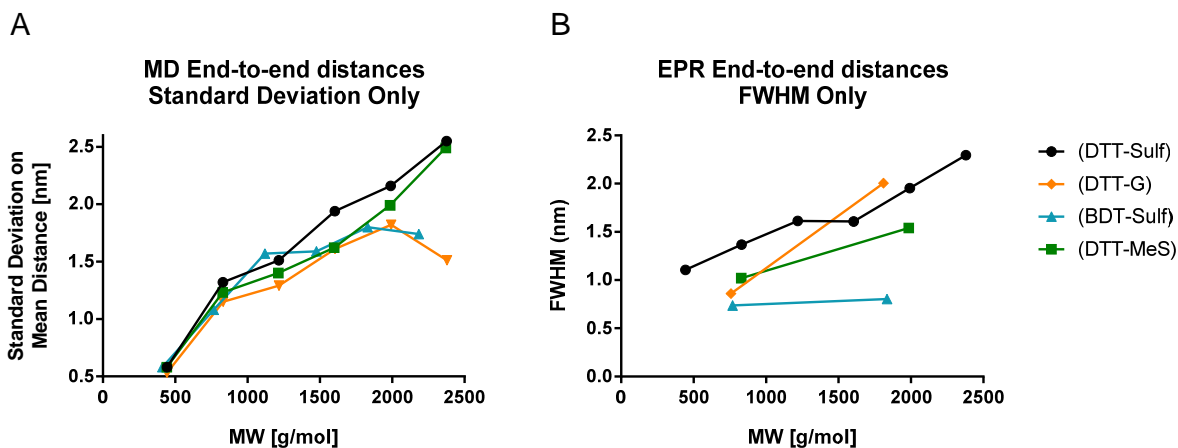 A
MD End-to-end distances
Standard Deviation Only
Standard Deviation on
Mean Distance [nm]
2.5
2.0
1.5
1.0
0.5
0
500
1000
1500
2000
2500
MW [g/mol]
B
EPR End-to-end distances
FWHM Only
FWHM (nm)
2.5
2.0
1.5
1.0
0.5
0.0
0
500
1000
1500
2000
2500
MW [g/mol]
(DTT-Sulf)
(DTT-G)
(BDT-Sulf)
(DTT-MeS)